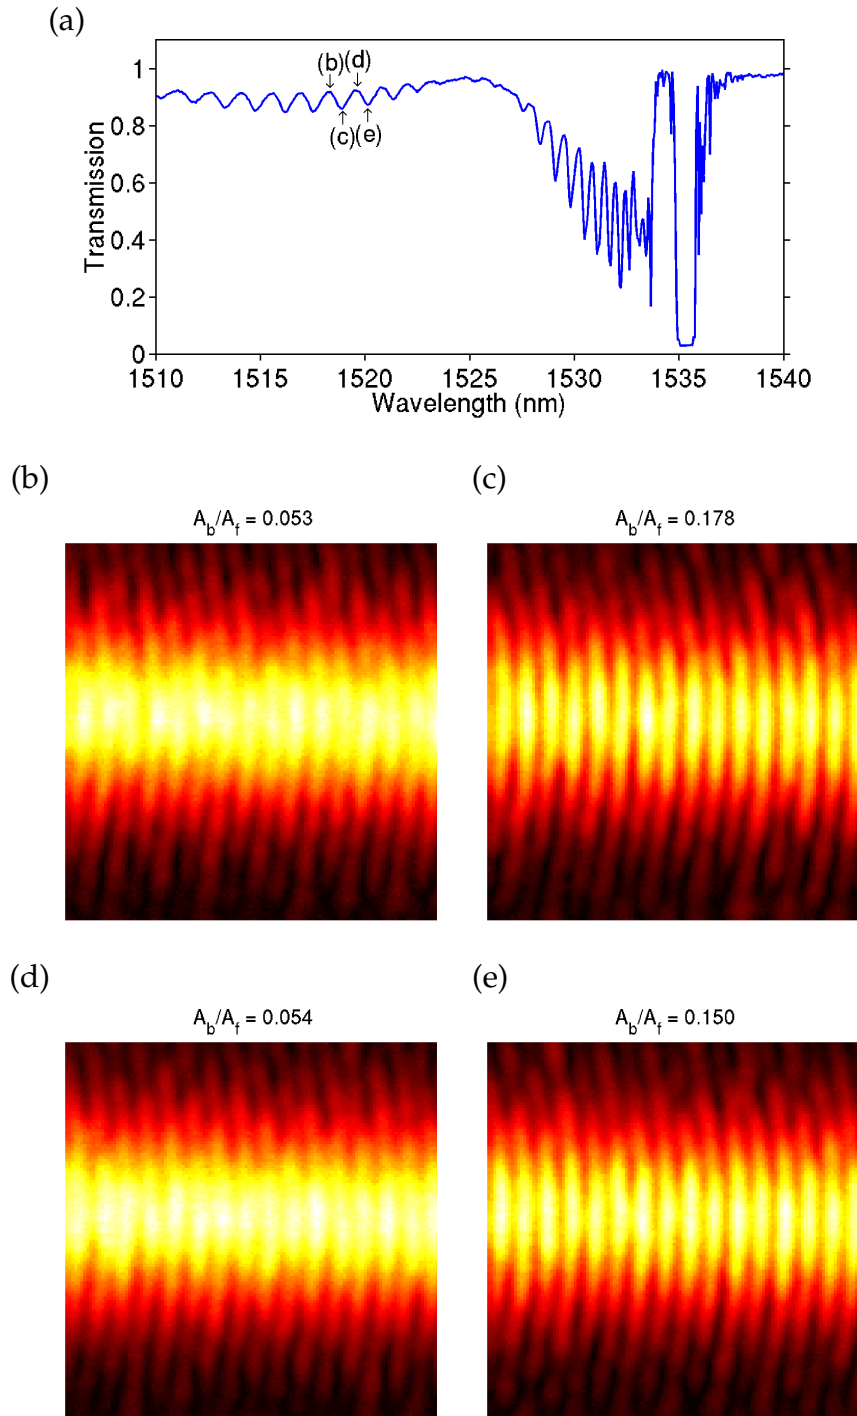 (a)
1
0.8
0.6
0.4
0.2
0
Transmission
(b) (d)
(c) (e)
1510 1515 1520 1525 1530 1535 1540
Wavelength (nm)
(b) (c)
A_b/A_f = 0.053 A_b/A_f = 0.178
(d) (e)
A_b/A_f = 0.054 A_b/A_f = 0.150